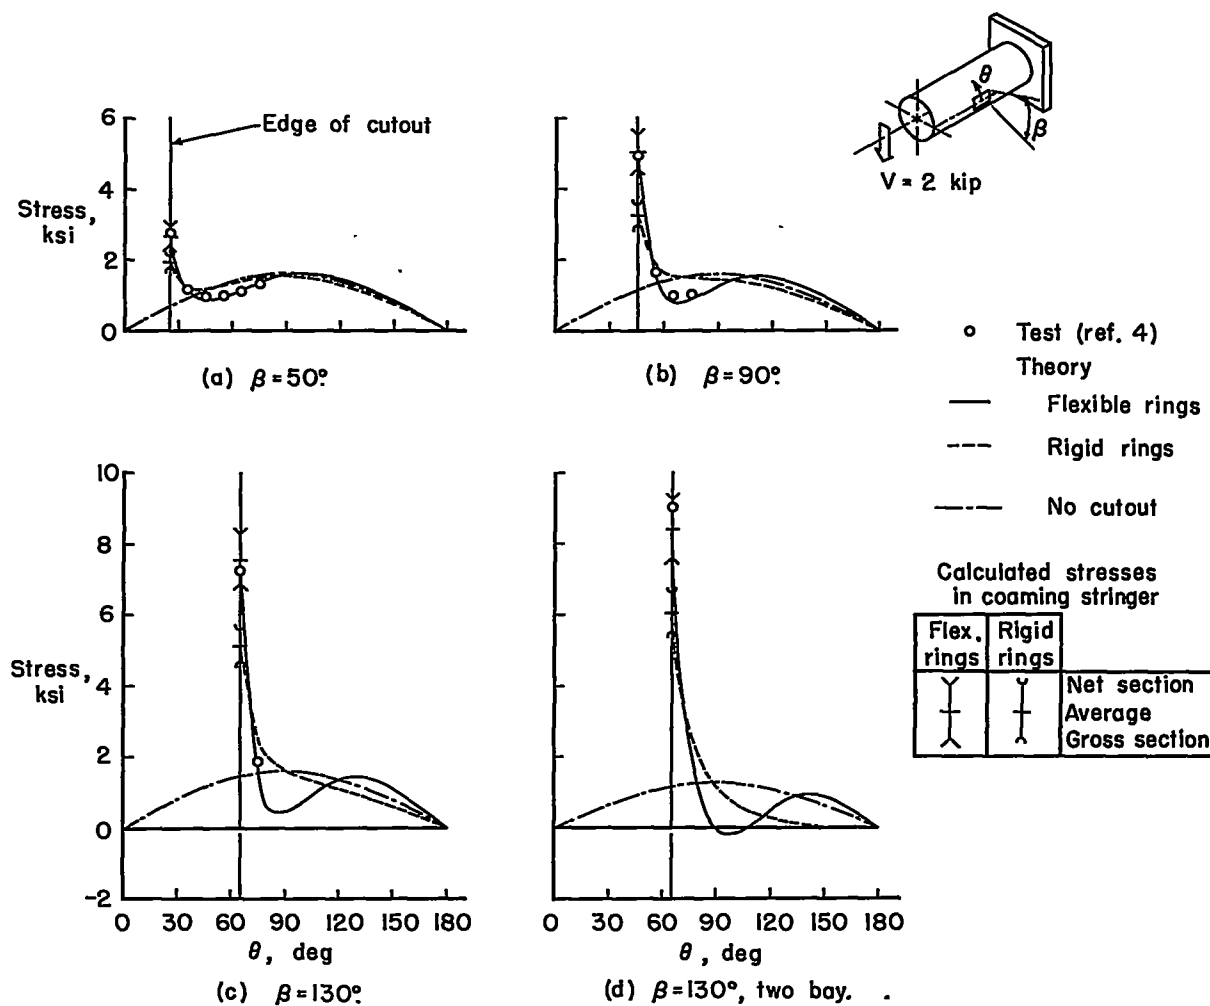 θ
β
V = 2 kip
6
4
2
0
Stress,
ksi
Edge of cutout
(a) β = 50°.
(b) β = 90°.
o Test (ref. 4)
Theory
Flexible rings
Rigid rings
No cutout
Calculated stresses
in coaming stringer
Flex. rings
Rigid rings
Net section
Average
Gross section
10
8
6
4
2
0
-2
Stress,
ksi
0 30 60 90 120 150 180
θ, deg
(c) β = 130°.
0 30 60 90 120 150 180
θ, deg
(d) β = 130°, two bay.